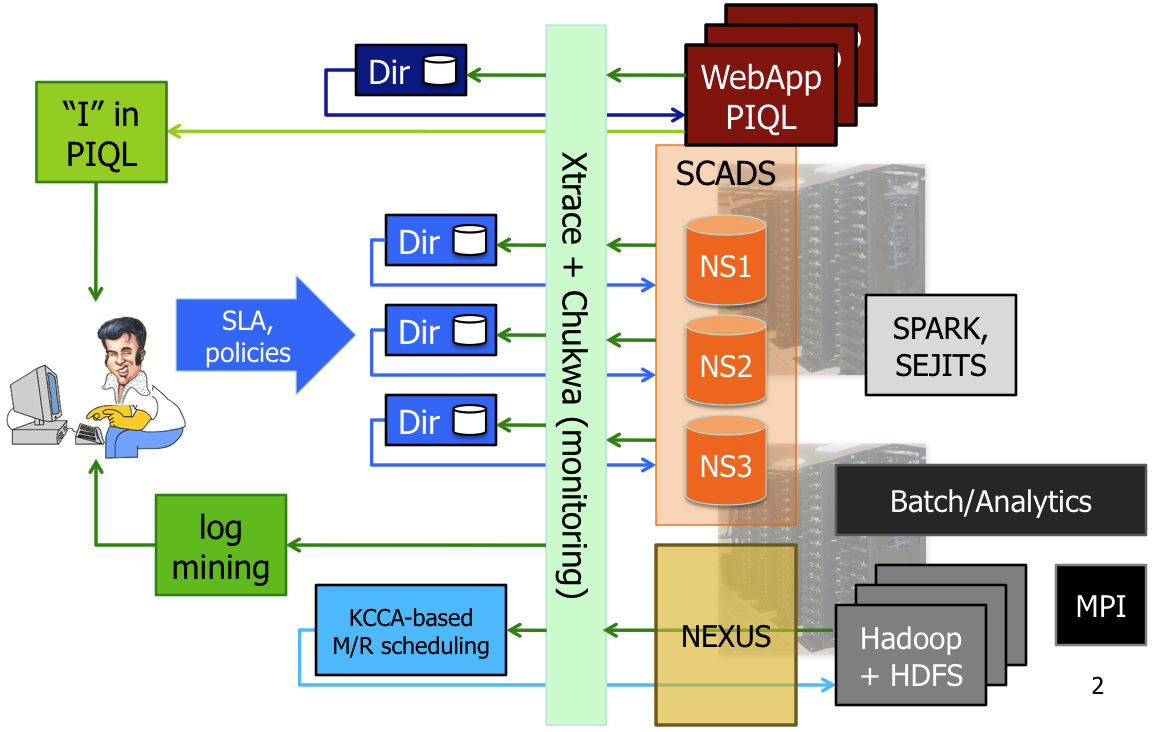 Dir
WebApp
PIQL
“I” in
PIQL
SCADS
Dir
NS1
SLA,
policies
Dir
NS2
SPARK,
SEJITS
Dir
NS3
Xtrace + Chukwa (monitoring)
Batch/Analytics
log
mining
KCCA-based
M/R scheduling
NEXUS
Hadoop
+ HDFS
MPI
2